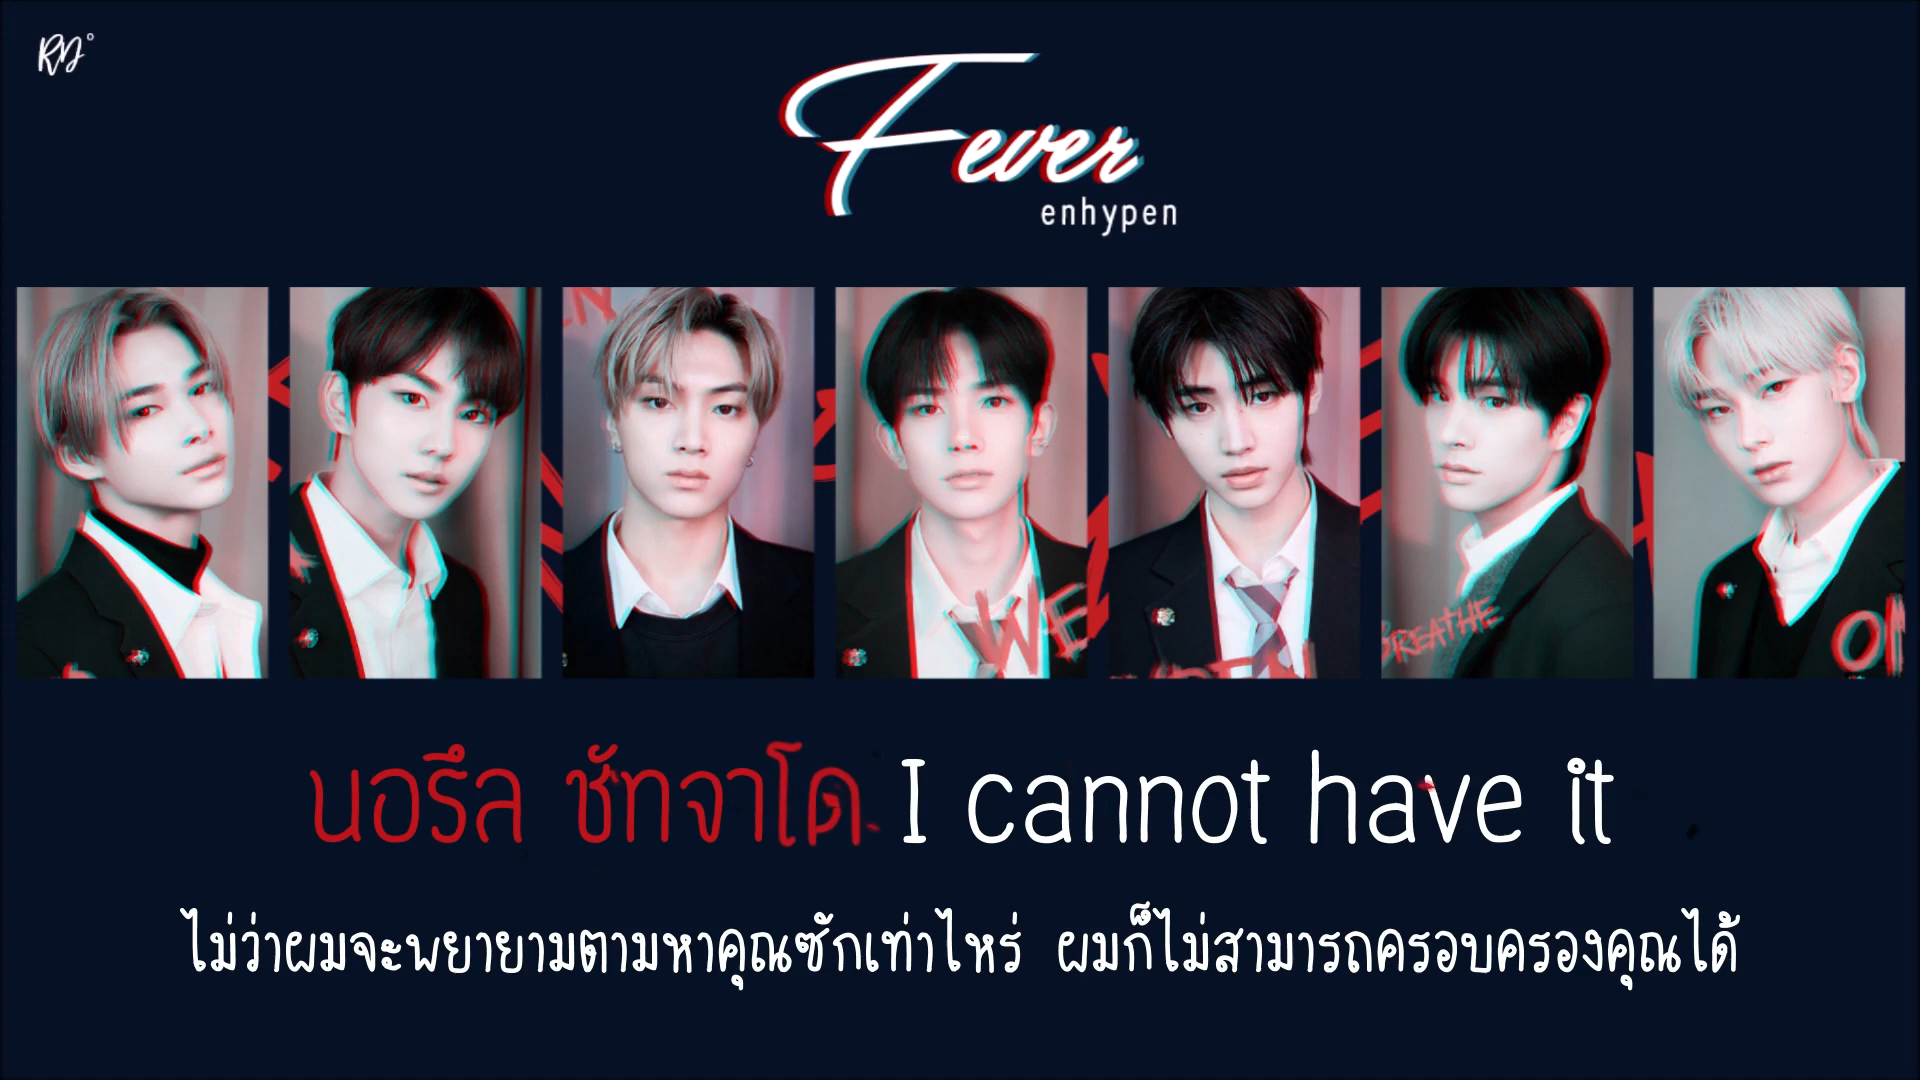 RD°
Fever
enhypen
WE
BREATHE
นอรึล ชัทจาโด I cannot have it
ไม่ว่าผมจะพยายามตามหาคุณซักเท่าไหร่ ผมก็ไม่สามารถครอบครองคุณได้